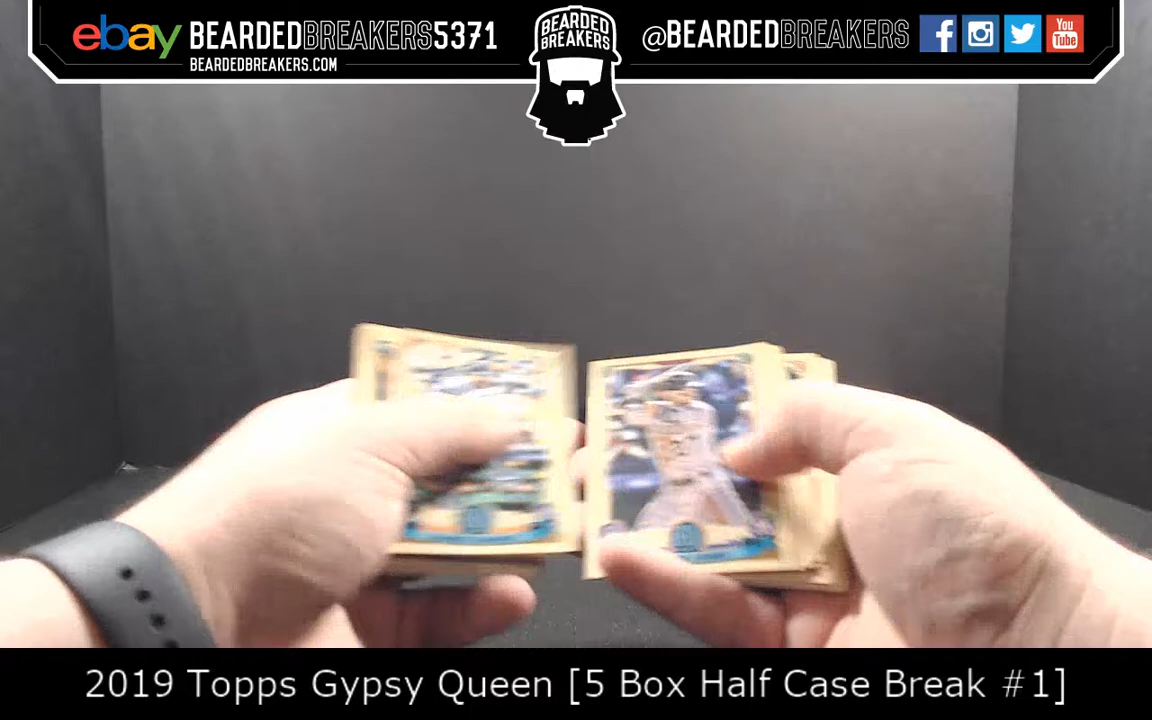 ebay BEARDEDBREAKERS5371
BEARDEDBREAKERS.COM
BEARDED
BREAKERS
@BEARDEDBREAKERS
You
Tube
2019 Topps Gypsy Queen [5 Box Half Case Break #1]